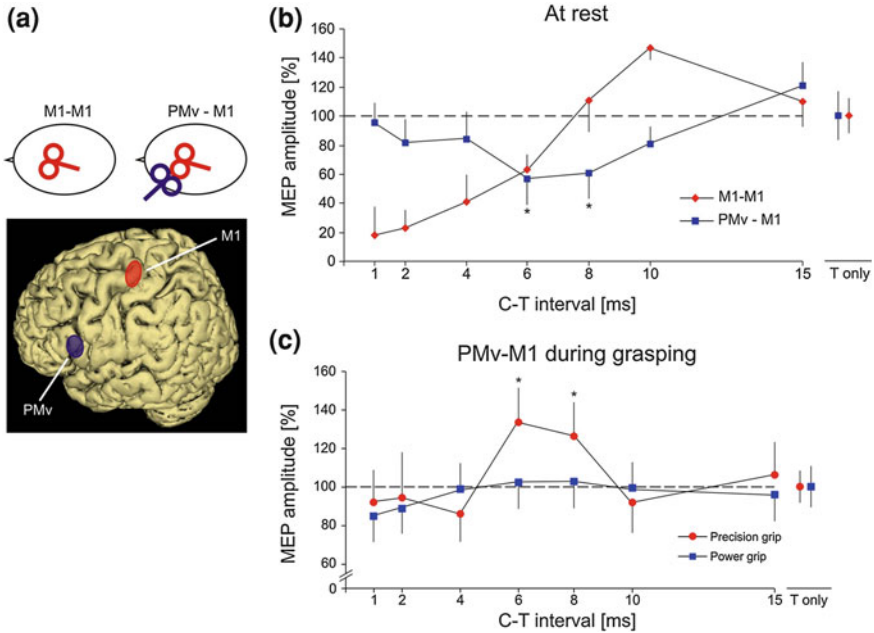 (a)
M1-M1
PMv - M1
M1
PMv
(b)
At rest
MEP amplitude [%]
160
140
120
100
80
60
40
20
0
M1-M1
PMv - M1
*
*
1 2 4 6 8 10 15
T only
C-T interval [ms]
(c)
PMv-M1 during grasping
MEP amplitude [%]
160
140
120
100
80
60
0
*
*
Precision grip
Power grip
1 2 4 6 8 10 15
T only
C-T interval [ms]